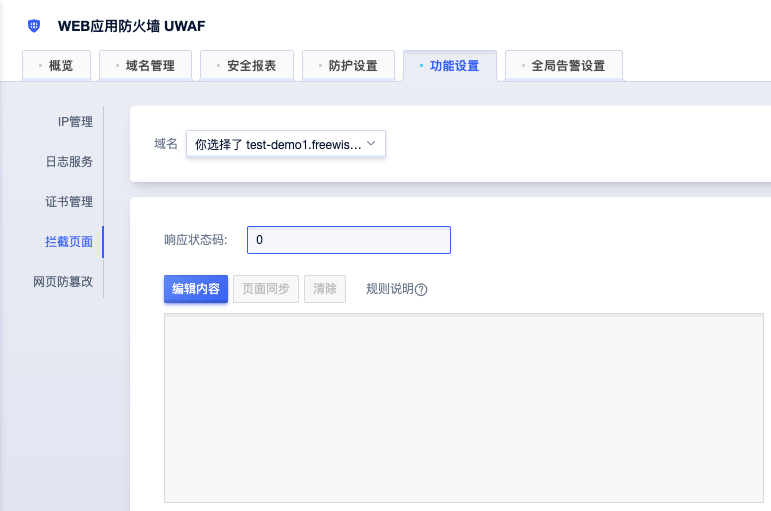 WEB应用防火墙 UWAF
概览 域名管理 安全报表 防护设置 功能设置 全局告警设置
IP管理
日志服务
证书管理
拦截页面
网页防篡改
域名 你选择了 test-demo1.freewis...
响应状态码: 0
编辑内容 页面同步 清除 规则说明?